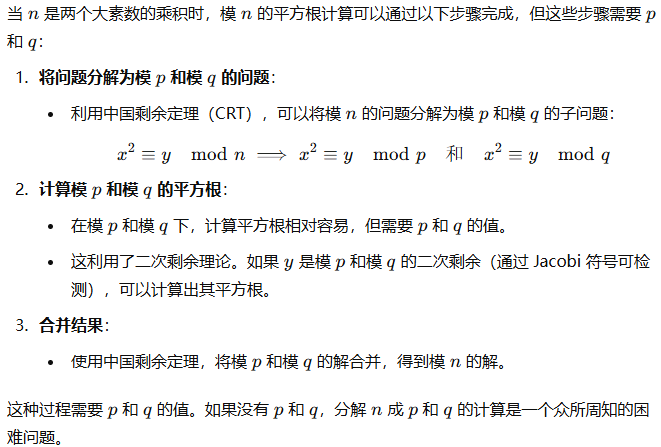 当 n 是两个大素数的乘积时，模 n 的平方根计算可以通过以下步骤完成，但这些步骤需要 p
和 q：
1. 将问题分解为模 p 和模 q 的问题：
• 利用中国剩余定理（CRT），可以将模 n 的问题分解为模 p 和模 q 的子问题：
x² ≡ y mod n ⟹ x² ≡ y mod p 和 x² ≡ y mod q
2. 计算模 p 和模 q 的平方根：
• 在模 p 和模 q 下，计算平方根相对容易，但需要 p 和 q 的值。
• 这利用了二次剩余理论。如果 y 是模 p 和模 q 的二次剩余（通过 Jacobi 符号可检
测），可以计算出其平方根。
3. 合并结果：
• 使用中国剩余定理，将模 p 和模 q 的解合并，得到模 n 的解。
这种过程需要 p 和 q 的值。如果没有 p 和 q，分解 n 成 p 和 q 的计算是一个众所周知的困
难问题。